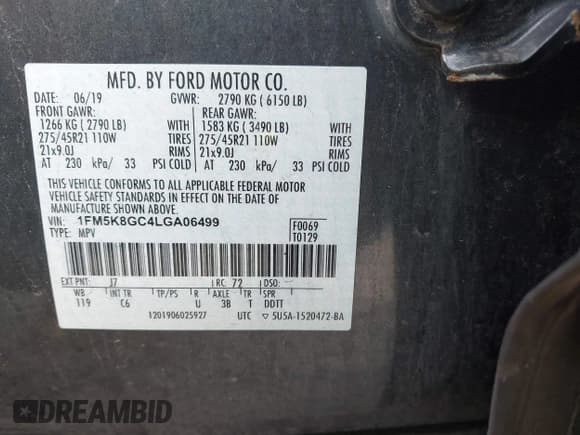 MFD. BY FORD MOTOR CO.
DATE: 06/19 GVWR: 2790 KG ( 6150 LB)
FRONT GAWR: REAR GAWR:
1266 KG ( 2790 LB) WITH 1583 KG ( 3490 LB) WITH
275/45R21 110W TIRES 275/45R21 110W TIRES
21x9.0J RIMS 21x9.0J RIMS
AT 230 kPa/ 33 PSI COLD AT 230 kPa/ 33 PSI COLD
THIS VEHICLE CONFORMS TO ALL APPLICABLE FEDERAL MOTOR
VEHICLE SAFETY STANDARDS IN EFFECT ON THE DATE OF
MANUFACTURE SHOWN ABOVE.
VIN: 1FM5K8GC4LGA06499 F0069
TYPE: MPV T0129
EXT PNT: J7 RC: 72 DSO:
WB INT TR TP/PS R AXLE TR SPR
119 C6 U 3B T DDTT
1201906025927 UTC ▽ 5U5A-1520472-BA
DREAMBID